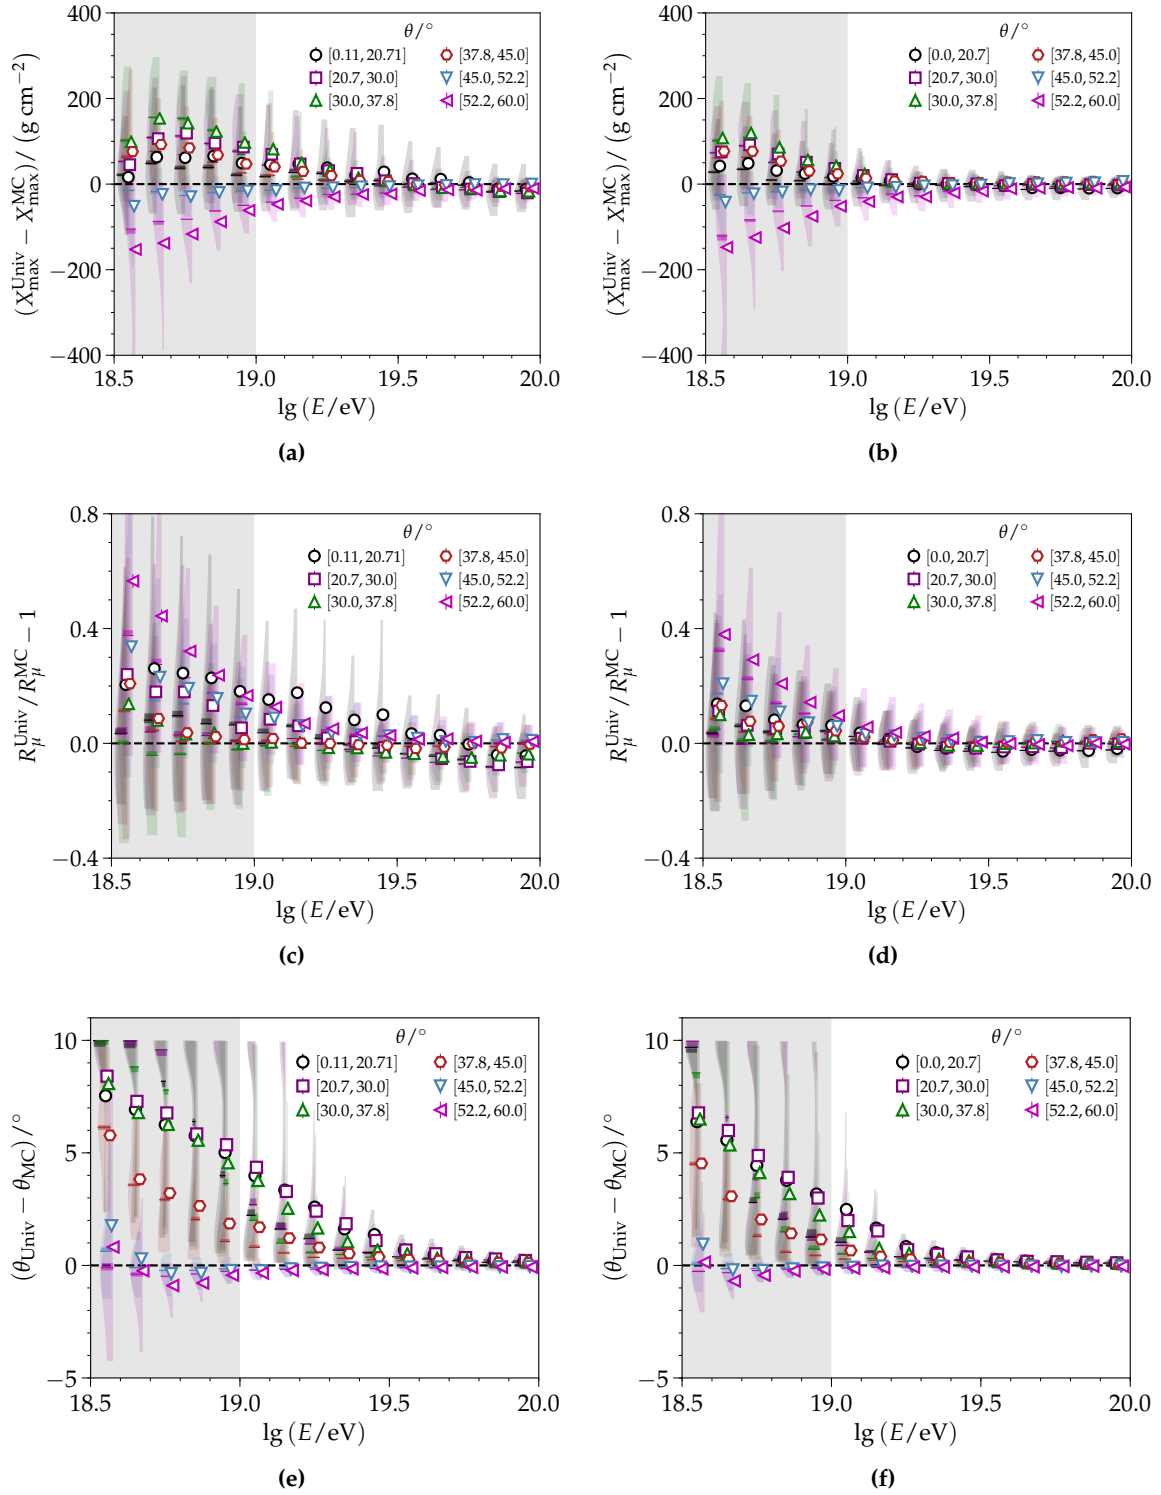 400
200
0
−200
−400
(X_max^Univ − X_max^MC) / (g cm⁻²)
θ/°
[0.11, 20.71]
[20.7, 30.0]
[30.0, 37.8]
[37.8, 45.0]
[45.0, 52.2]
[52.2, 60.0]
18.5 19.0 19.5 20.0
lg (E/eV)
(a)
400
200
0
−200
−400
(X_max^Univ − X_max^MC) / (g cm⁻²)
θ/°
[0.0, 20.7]
[20.7, 30.0]
[30.0, 37.8]
[37.8, 45.0]
[45.0, 52.2]
[52.2, 60.0]
18.5 19.0 19.5 20.0
lg (E/eV)
(b)
0.8
0.4
0.0
−0.4
R_μ^Univ/R_μ^MC − 1
θ/°
[0.11, 20.71]
[20.7, 30.0]
[30.0, 37.8]
[37.8, 45.0]
[45.0, 52.2]
[52.2, 60.0]
18.5 19.0 19.5 20.0
lg (E/eV)
(c)
0.8
0.4
0.0
−0.4
R_μ^Univ/R_μ^MC − 1
θ/°
[0.0, 20.7]
[20.7, 30.0]
[30.0, 37.8]
[37.8, 45.0]
[45.0, 52.2]
[52.2, 60.0]
18.5 19.0 19.5 20.0
lg (E/eV)
(d)
10
5
0
−5
(θ_Univ − θ_MC) /°
θ/°
[0.11, 20.71]
[20.7, 30.0]
[30.0, 37.8]
[37.8, 45.0]
[45.0, 52.2]
[52.2, 60.0]
18.5 19.0 19.5 20.0
lg (E/eV)
(e)
10
5
0
−5
(θ_Univ − θ_MC) /°
θ/°
[0.0, 20.7]
[20.7, 30.0]
[30.0, 37.8]
[37.8, 45.0]
[45.0, 52.2]
[52.2, 60.0]
18.5 19.0 19.5 20.0
lg (E/eV)
(f)